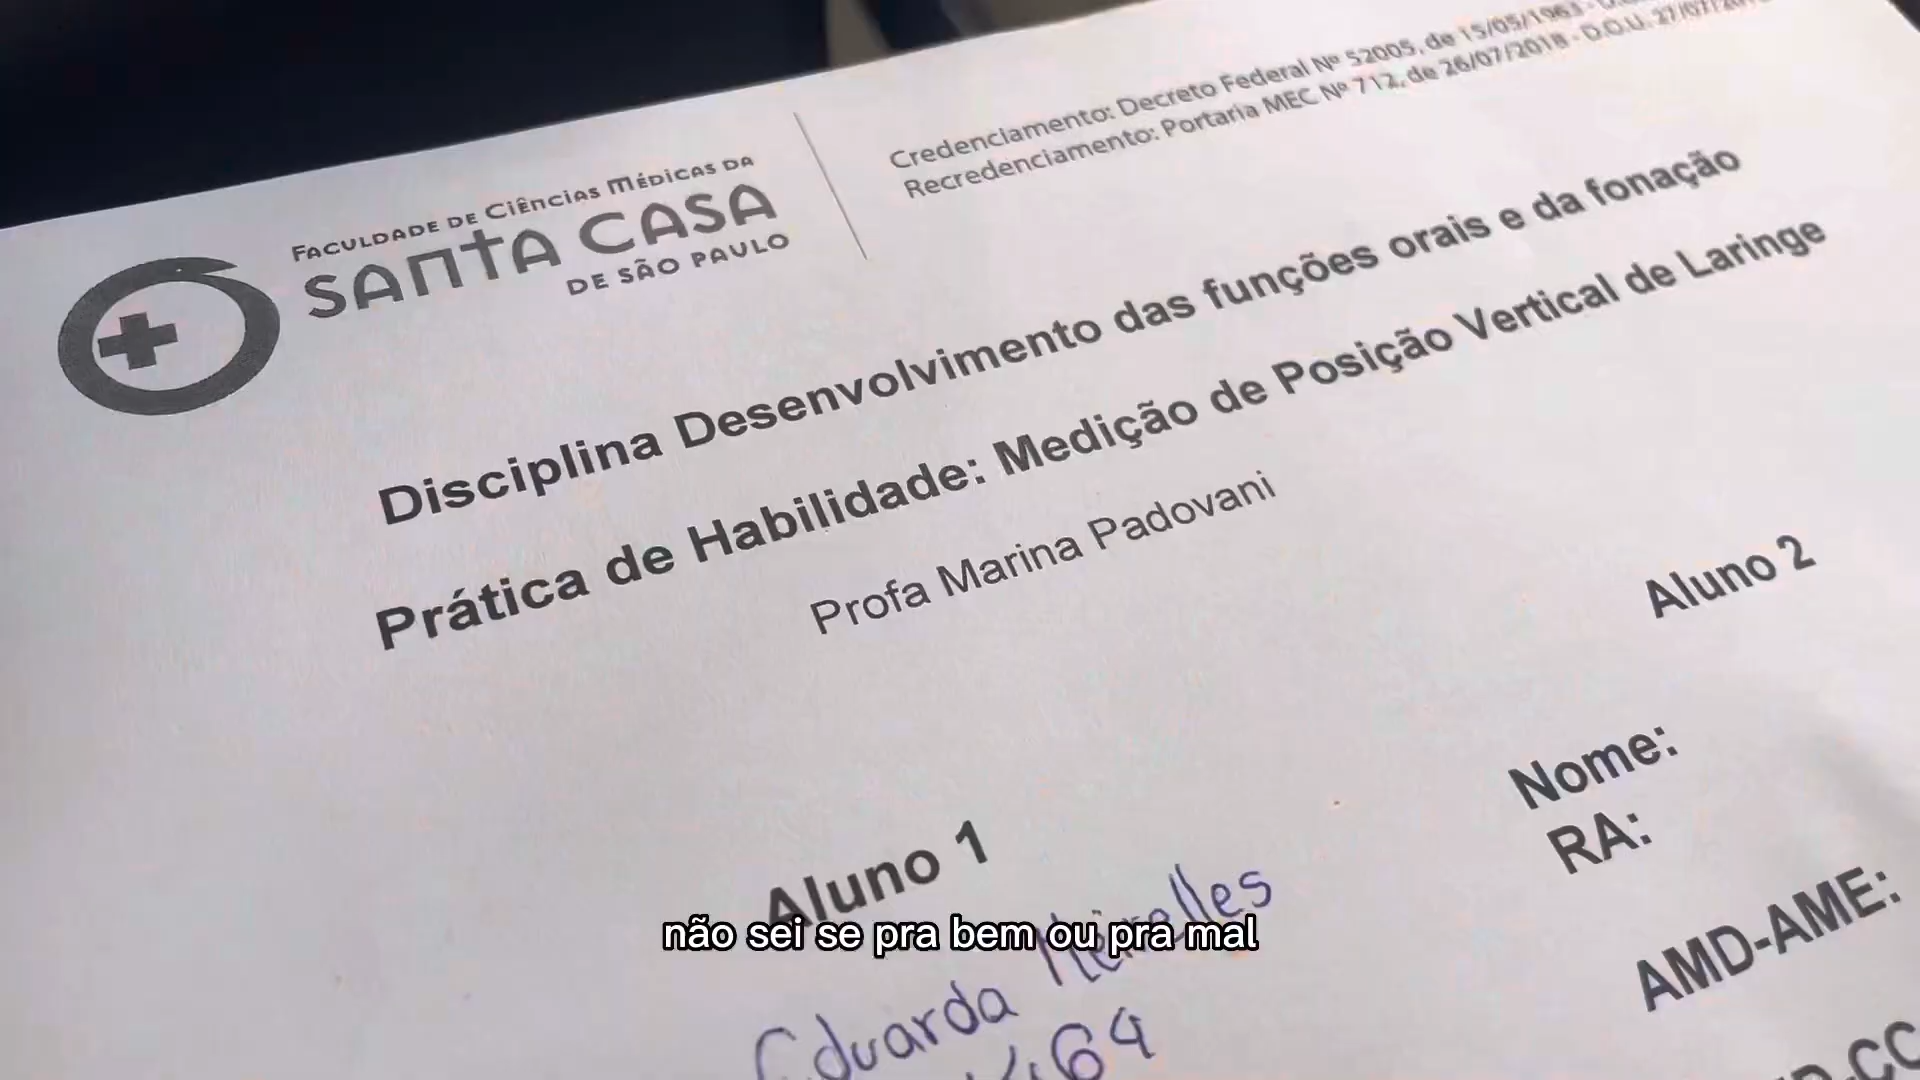 FACULDADE DE CIÊNCIAS MÉDICAS DA
SANTA CASA
DE SÃO PAULO
Credenciamento: Decreto Federal Nº 52005, de 15/05/1963 -
Recredenciamento: Portaria MEC Nº 712, de 26/07/2018 - D.O.U. 27/07/
Disciplina Desenvolvimento das funções orais e da fonação
Prática de Habilidade: Medição de Posição Vertical de Laringe
Profa Marina Padovani
Aluno 1
Aluno 2
Eduarda Meirelles
Nome:
RA:
AMD-AME:
não sei se pra bem ou pra mal